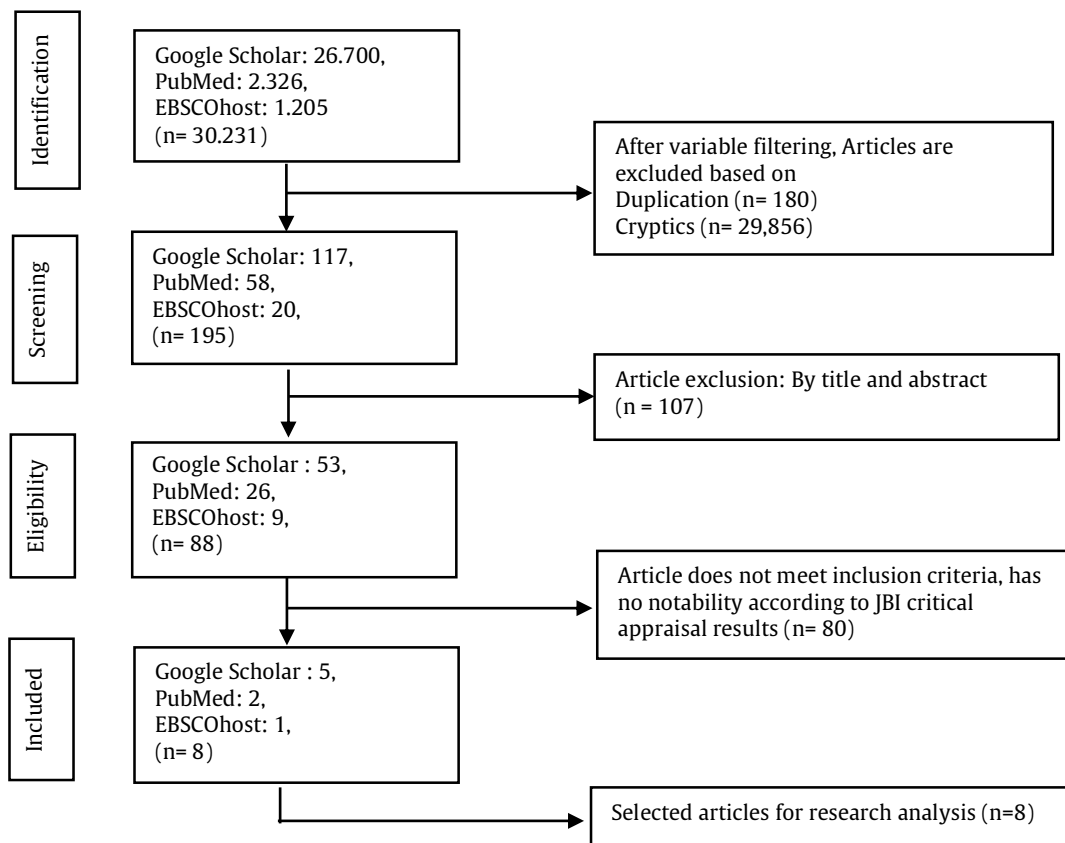 Identification
Google Scholar: 26.700,
PubMed: 2.326,
EBSCOhost: 1.205
(n= 30.231)
After variable filtering, Articles are
excluded based on
Duplication (n= 180)
Cryptics (n= 29,856)
Screening
Google Scholar: 117,
PubMed: 58,
EBSCOhost: 20,
(n= 195)
Article exclusion: By title and abstract
(n = 107)
Eligibility
Google Scholar : 53,
PubMed: 26,
EBSCOhost: 9,
(n= 88)
Article does not meet inclusion criteria, has
no notability according to JBI critical
appraisal results (n= 80)
Included
Google Scholar : 5,
PubMed: 2,
EBSCOhost: 1,
(n= 8)
Selected articles for research analysis (n=8)